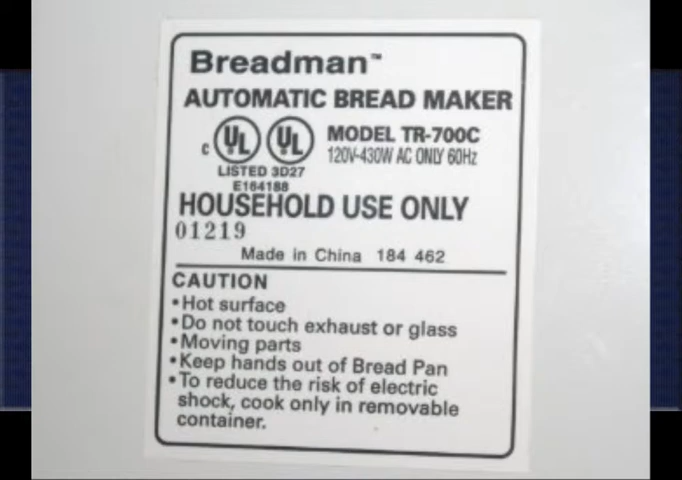 Breadman™
AUTOMATIC BREAD MAKER
c UL UL MODEL TR-700C
120V-430W AC ONLY 60Hz
LISTED 3D27
E164188
HOUSEHOLD USE ONLY
01219
Made in China 184 462
CAUTION
•Hot surface
•Do not touch exhaust or glass
•Moving parts
•Keep hands out of Bread Pan
•To reduce the risk of electric
shock, cook only in removable
container.